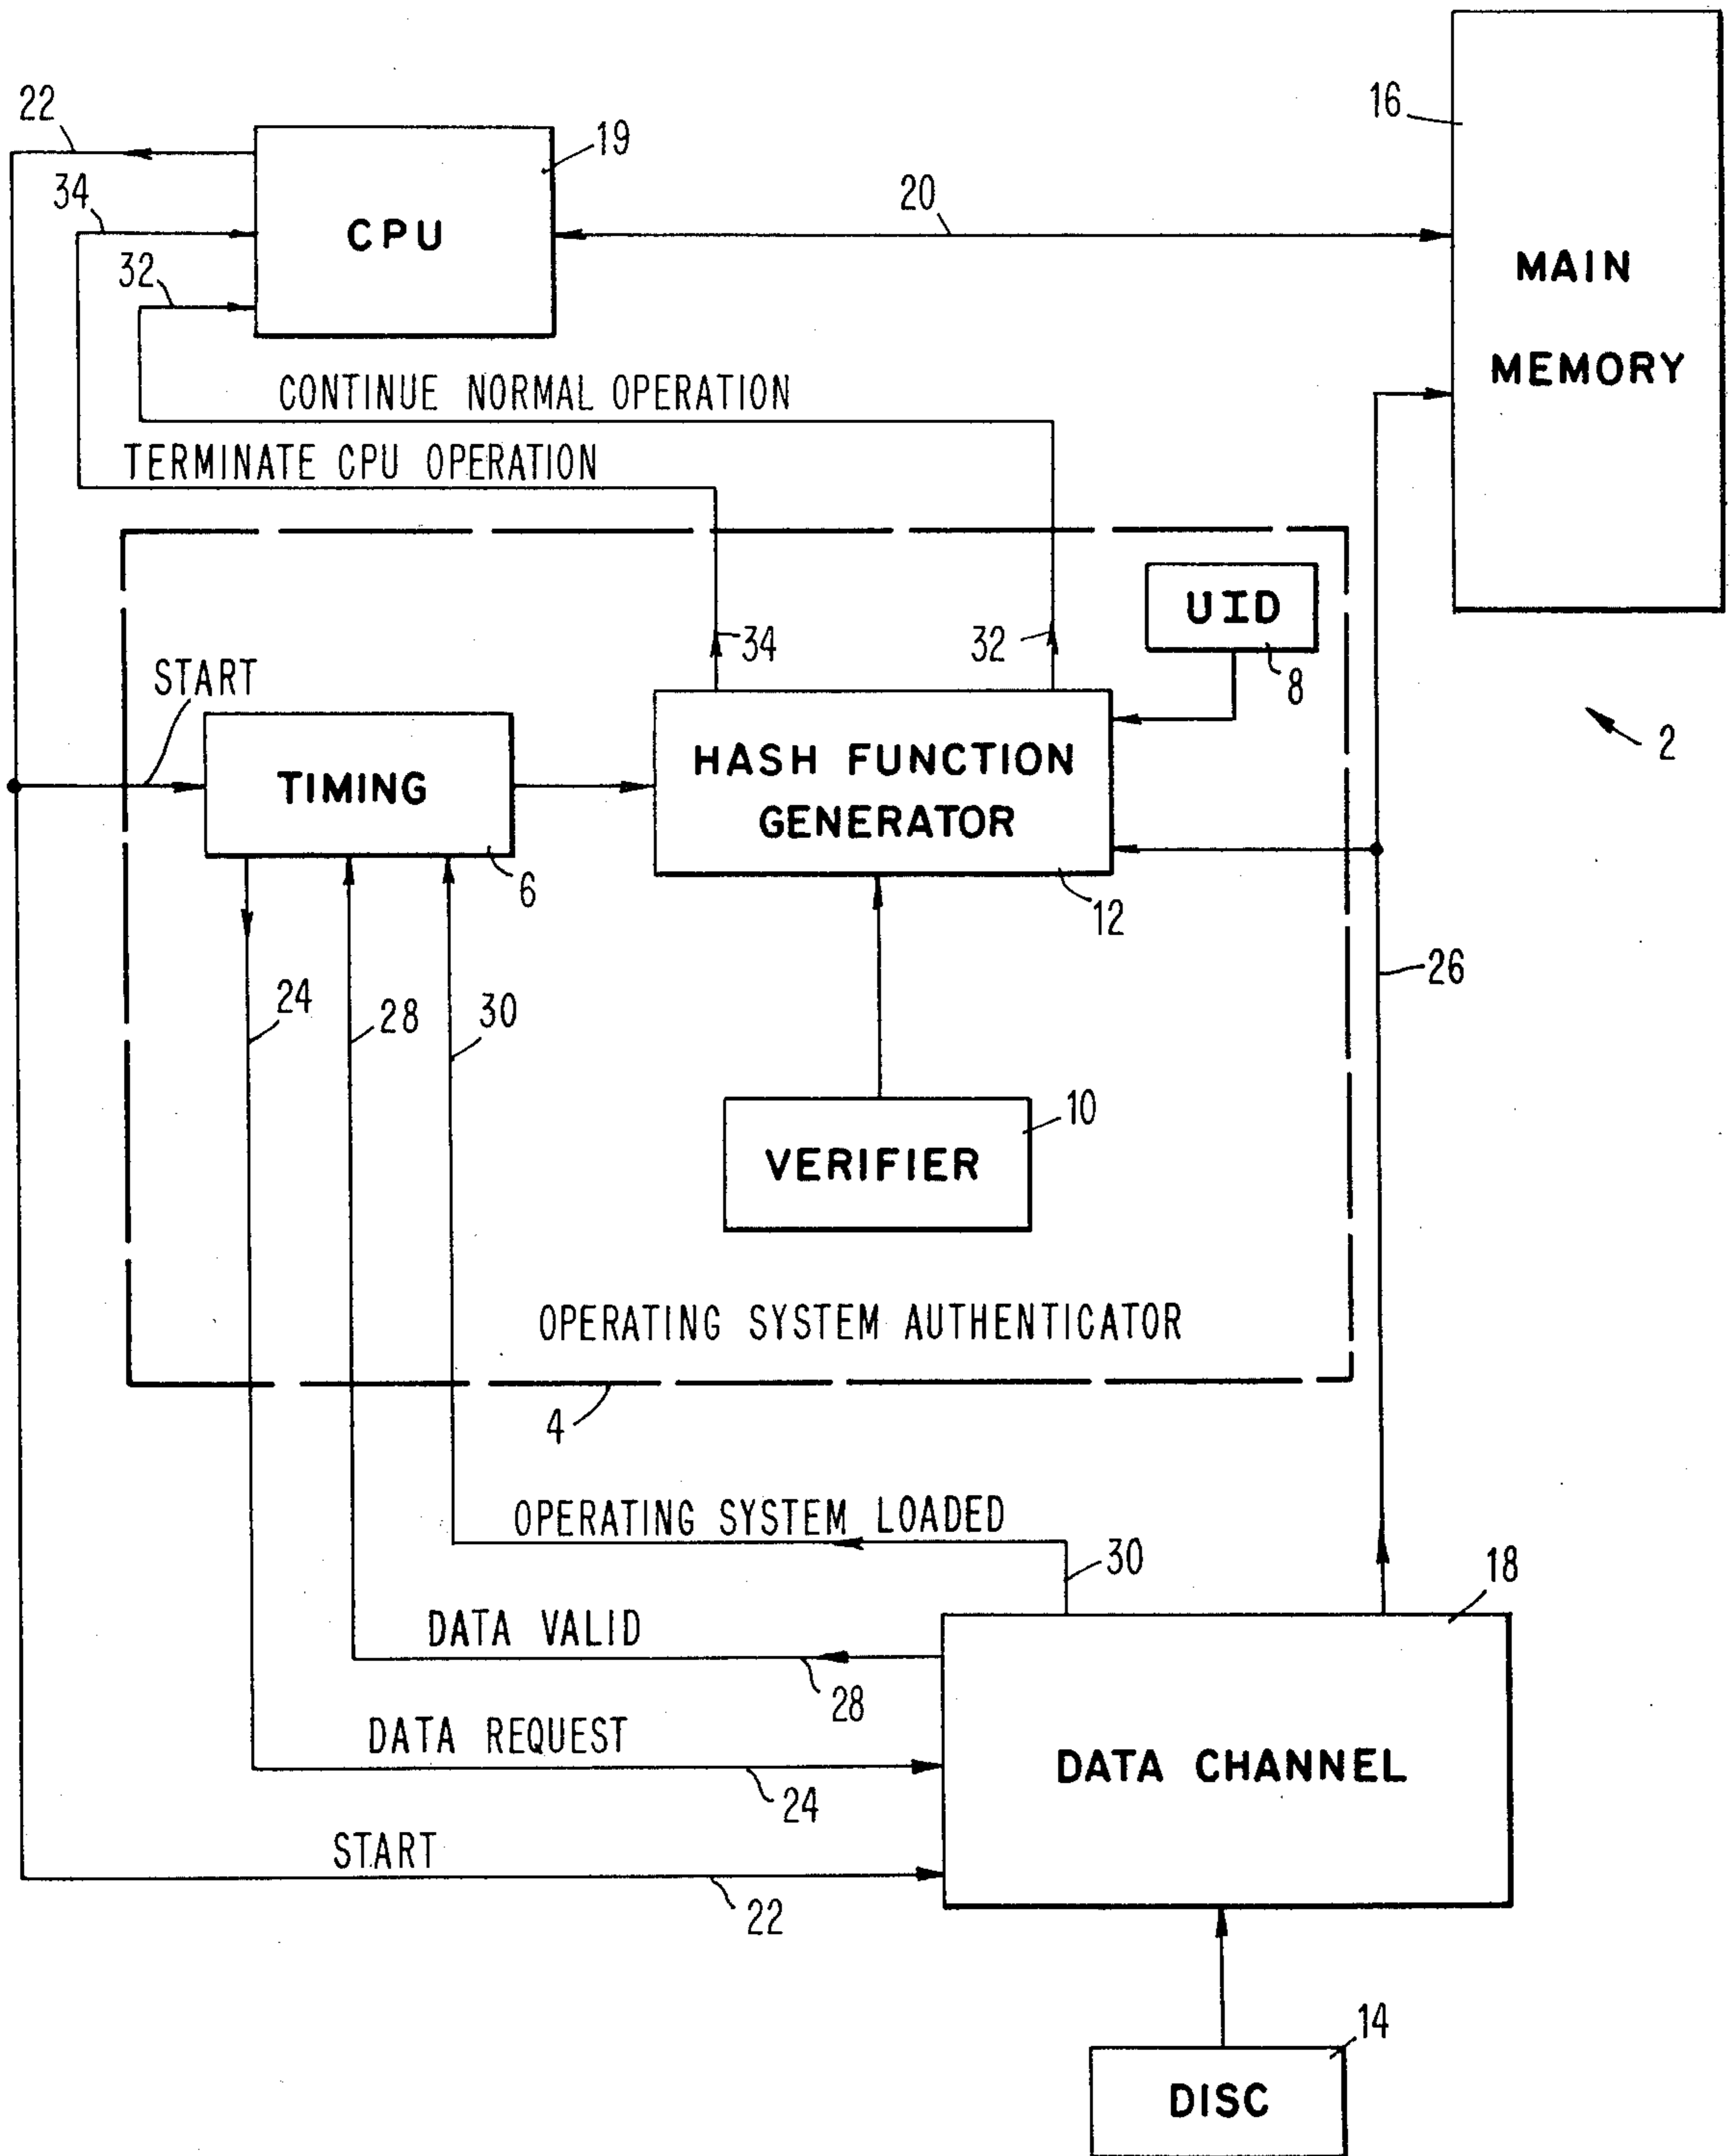 22
CPU
19
34
32
20
16
MAIN
MEMORY
CONTINUE NORMAL OPERATION
TERMINATE CPU OPERATION
UID
8
34
32
2
START
TIMING
6
HASH FUNCTION
GENERATOR
12
24
28
30
26
VERIFIER
10
OPERATING SYSTEM AUTHENTICATOR
4
OPERATING SYSTEM LOADED
30
18
DATA VALID
28
DATA REQUEST
24
DATA CHANNEL
START
22
14
DISC